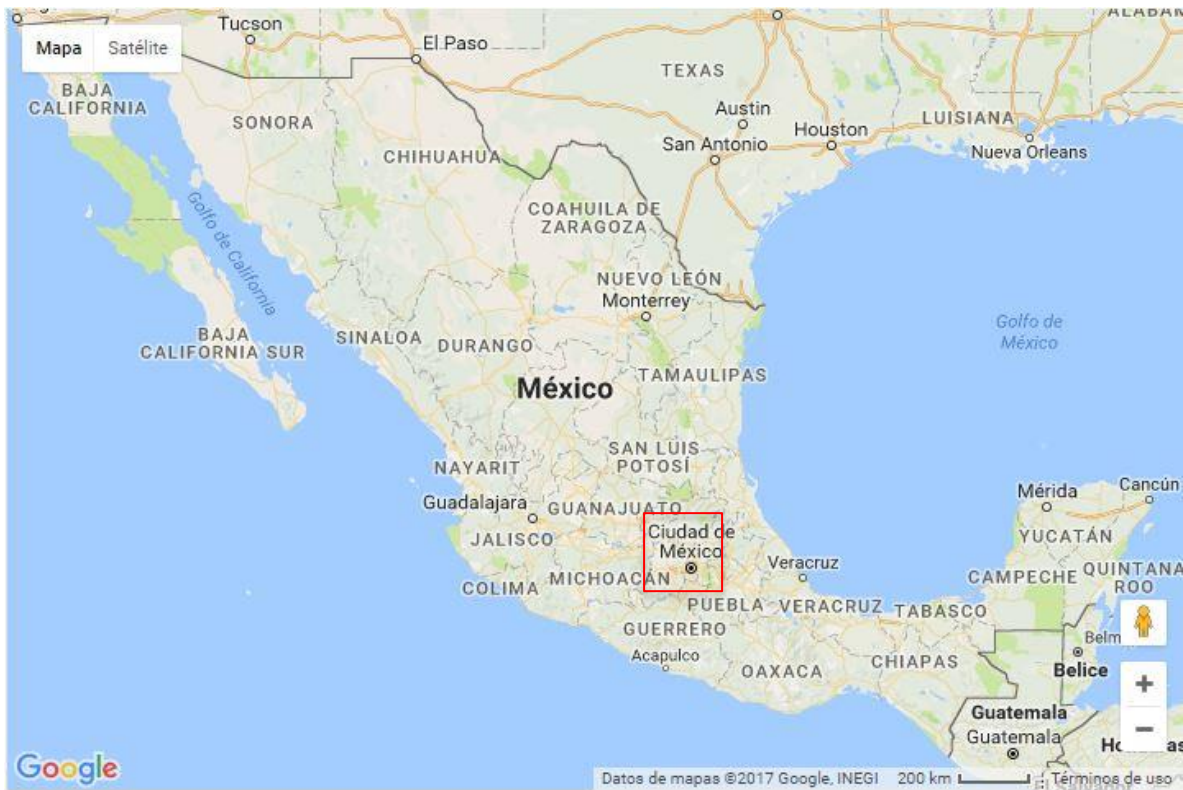 ALABAM
Tucson
Mapa
Satélite
El Paso
TEXAS
BAJA
CALIFORNIA
SONORA
Austin
Houston
LUISIANA
San Antonio
Nueva Orleans
CHIHUAHUA
Golfo de California
COAHUILA DE
ZARAGOZA
NUEVO LEÓN
Monterrey
BAJA
CALIFORNIA SUR
SINALOA
DURANGO
Golfo de
México
TAMAULIPAS
México
SAN LUIS
POTOSÍ
NAYARIT
Guadalajara
GUANAJUATO
Mérida
Cancún
Ciudad de
México
JALISCO
YUCATÁN
Veracruz
COLIMA
MICHOACÁN
CAMPECHE
QUINTANA
ROO
PUEBLA
VERACRUZ
TABASCO
GUERRERO
Acapulco
OAXACA
CHIAPAS
Belm
Belice
+
Guatemala
Guatemala
−
Google
Datos de mapas ©2017 Google, INEGI
200 km
Términos de uso